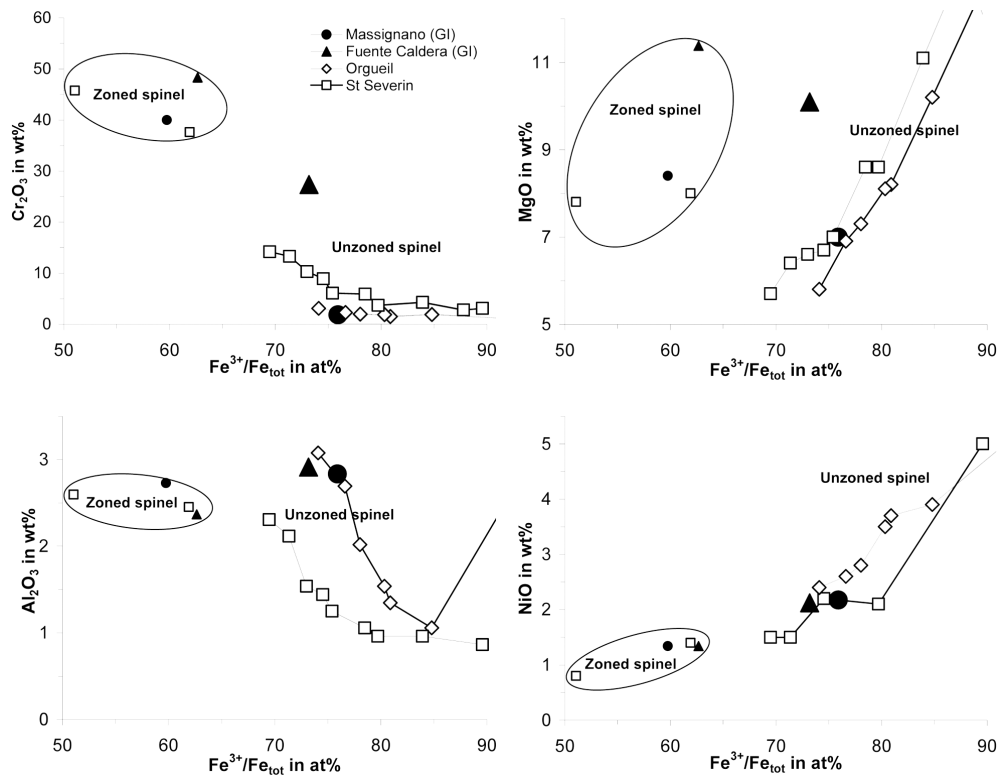 60
50
40
30
20
10
0
Cr₂O₃ in wt%
Massignano (GI)
Fuente Caldera (GI)
Orgueil
St Severin
Zoned spinel
Unzoned spinel
50 60 70 80 90
Fe³⁺/Feₜₒₜ in at%
11
9
7
5
MgO in wt%
Zoned spinel
Unzoned spinel
50 60 70 80 90
Fe³⁺/Feₜₒₜ in at%
3
2
1
0
Al₂O₃ in wt%
Zoned spinel
Unzoned spinel
50 60 70 80 90
Fe³⁺/Feₜₒₜ in at%
5
4
3
2
1
0
NiO in wt%
Unzoned spinel
Zoned spinel
50 60 70 80 90
Fe³⁺/Feₜₒₜ in at%